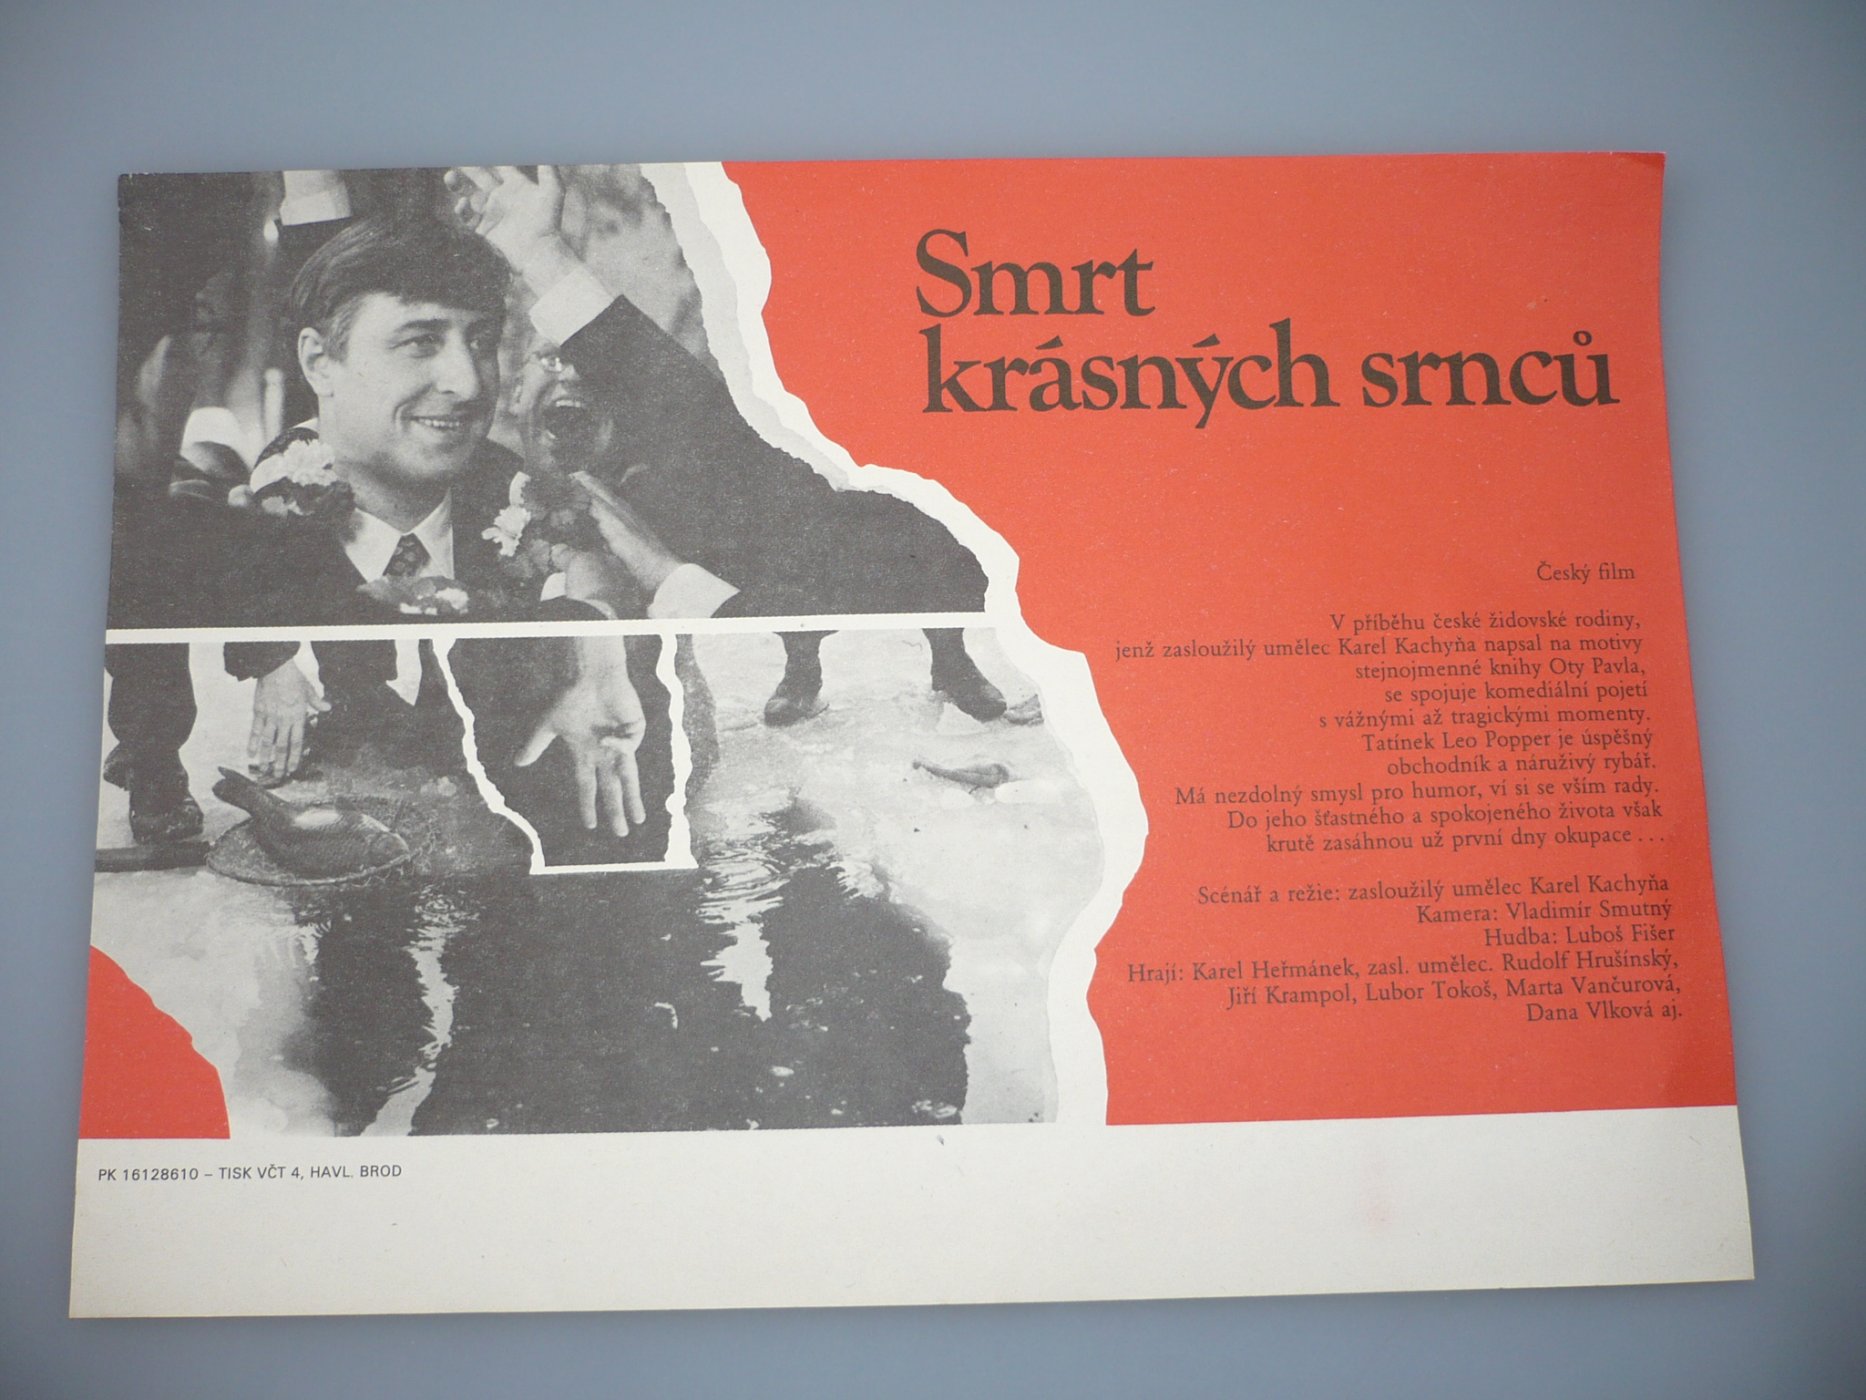 Smrt
krásných srnců
Český film
V příběhu české židovské rodiny,
jenž zasloužilý umělec Karel Kachyňa napsal na motivy
stejnojmenné knihy Oty Pavla,
se spojuje komediální pojetí
s vážnými až tragickými momenty.
Tatínek Leo Popper je úspěšný
obchodník a náruživý rybář.
Má nezdolný smysl pro humor, ví si se vším rady.
Do jeho šťastného a spokojeného života však
krutě zasáhnou už první dny okupace . . .
Scénář a režie: zasloužilý umělec Karel Kachyňa
Kamera: Vladimír Smutný
Hudba: Luboš Fišer
Hrají: Karel Heřmánek, zasl. umělec. Rudolf Hrušínský,
Jiří Krampol, Lubor Tokoš, Marta Vančurová,
Dana Vlková aj.
PK 16128610 – TISK VČT 4, HAVL. BROD